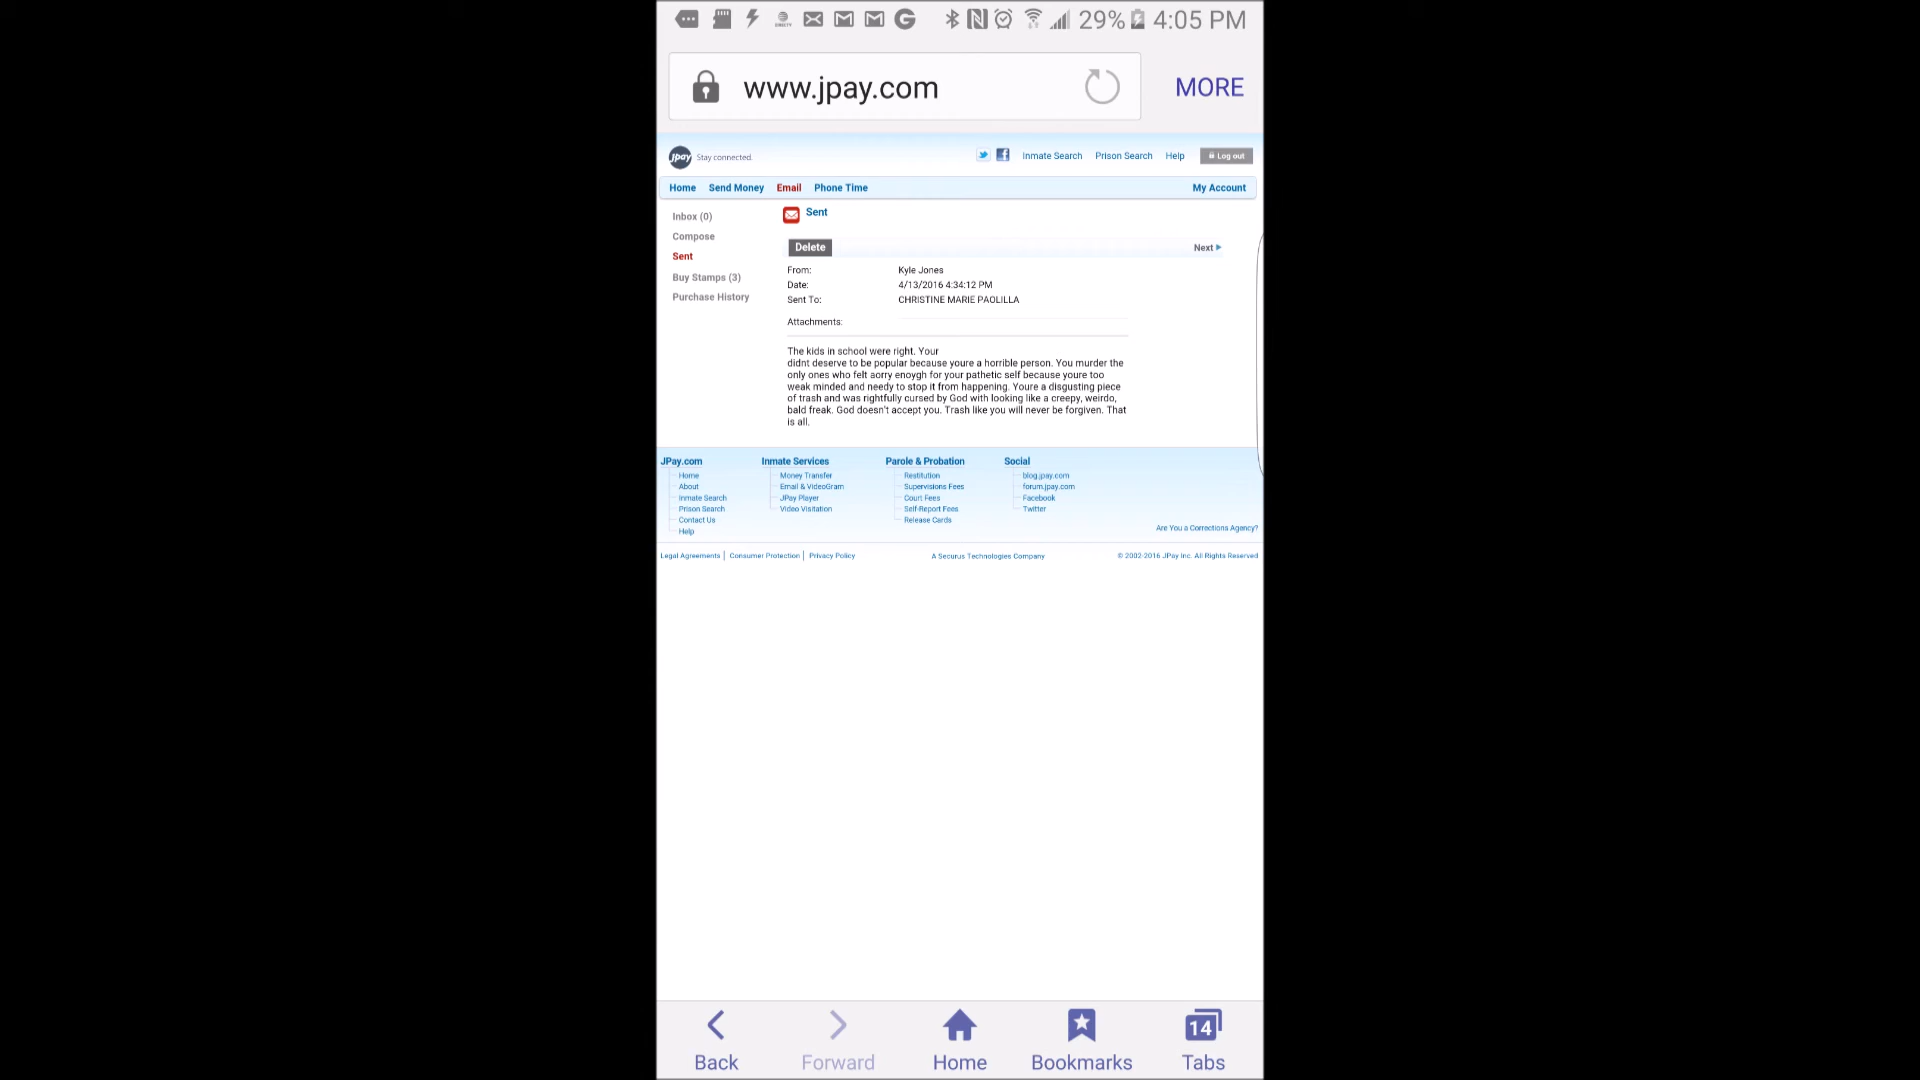 29% 4:05 PM
www.jpay.com MORE
jpay Stay connected. Inmate Search Prison Search Help Log out
Home Send Money Email Phone Time My Account
Inbox (0)
Compose
Sent
Buy Stamps (3)
Purchase History
Sent
Delete Next
From: Kyle Jones
Date: 4/13/2016 4:34:12 PM
Sent To: CHRISTINE MARIE PAOLILLA
Attachments:
The kids in school were right. Your
didnt deserve to be popular because youre a horrible person. You murder the
only ones who felt aorry enoygh for your pathetic self because youre too
weak minded and needy to stop it from happening. Youre a disgusting piece
of trash and was rightfully cursed by God with looking like a creepy, weirdo,
bald freak. God doesn't accept you. Trash like you will never be forgiven. That
is all.
JPay.com
Home
About
Inmate Search
Prison Search
Contact Us
Help
Inmate Services
Money Transfer
Email & VideoGram
JPay Player
Video Visitation
Parole & Probation
Restitution
Supervisions Fees
Court Fees
Self-Report Fees
Release Cards
Social
blog.jpay.com
forum.jpay.com
Facebook
Twitter
Are You a Corrections Agency?
Legal Agreements | Consumer Protection | Privacy Policy A Securus Technologies Company © 2002-2016 JPay Inc. All Rights Reserved
14
Back Forward Home Bookmarks Tabs